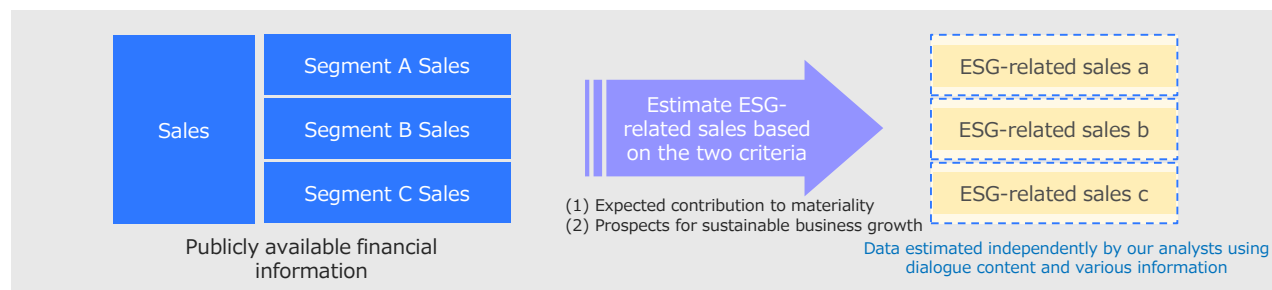 Sales
Segment A Sales
Segment B Sales
Segment C Sales
Publicly available financial
information
Estimate ESG-
related sales based
on the two criteria
(1) Expected contribution to materiality
(2) Prospects for sustainable business growth
ESG-related sales a
ESG-related sales b
ESG-related sales c
Data estimated independently by our analysts using
dialogue content and various information